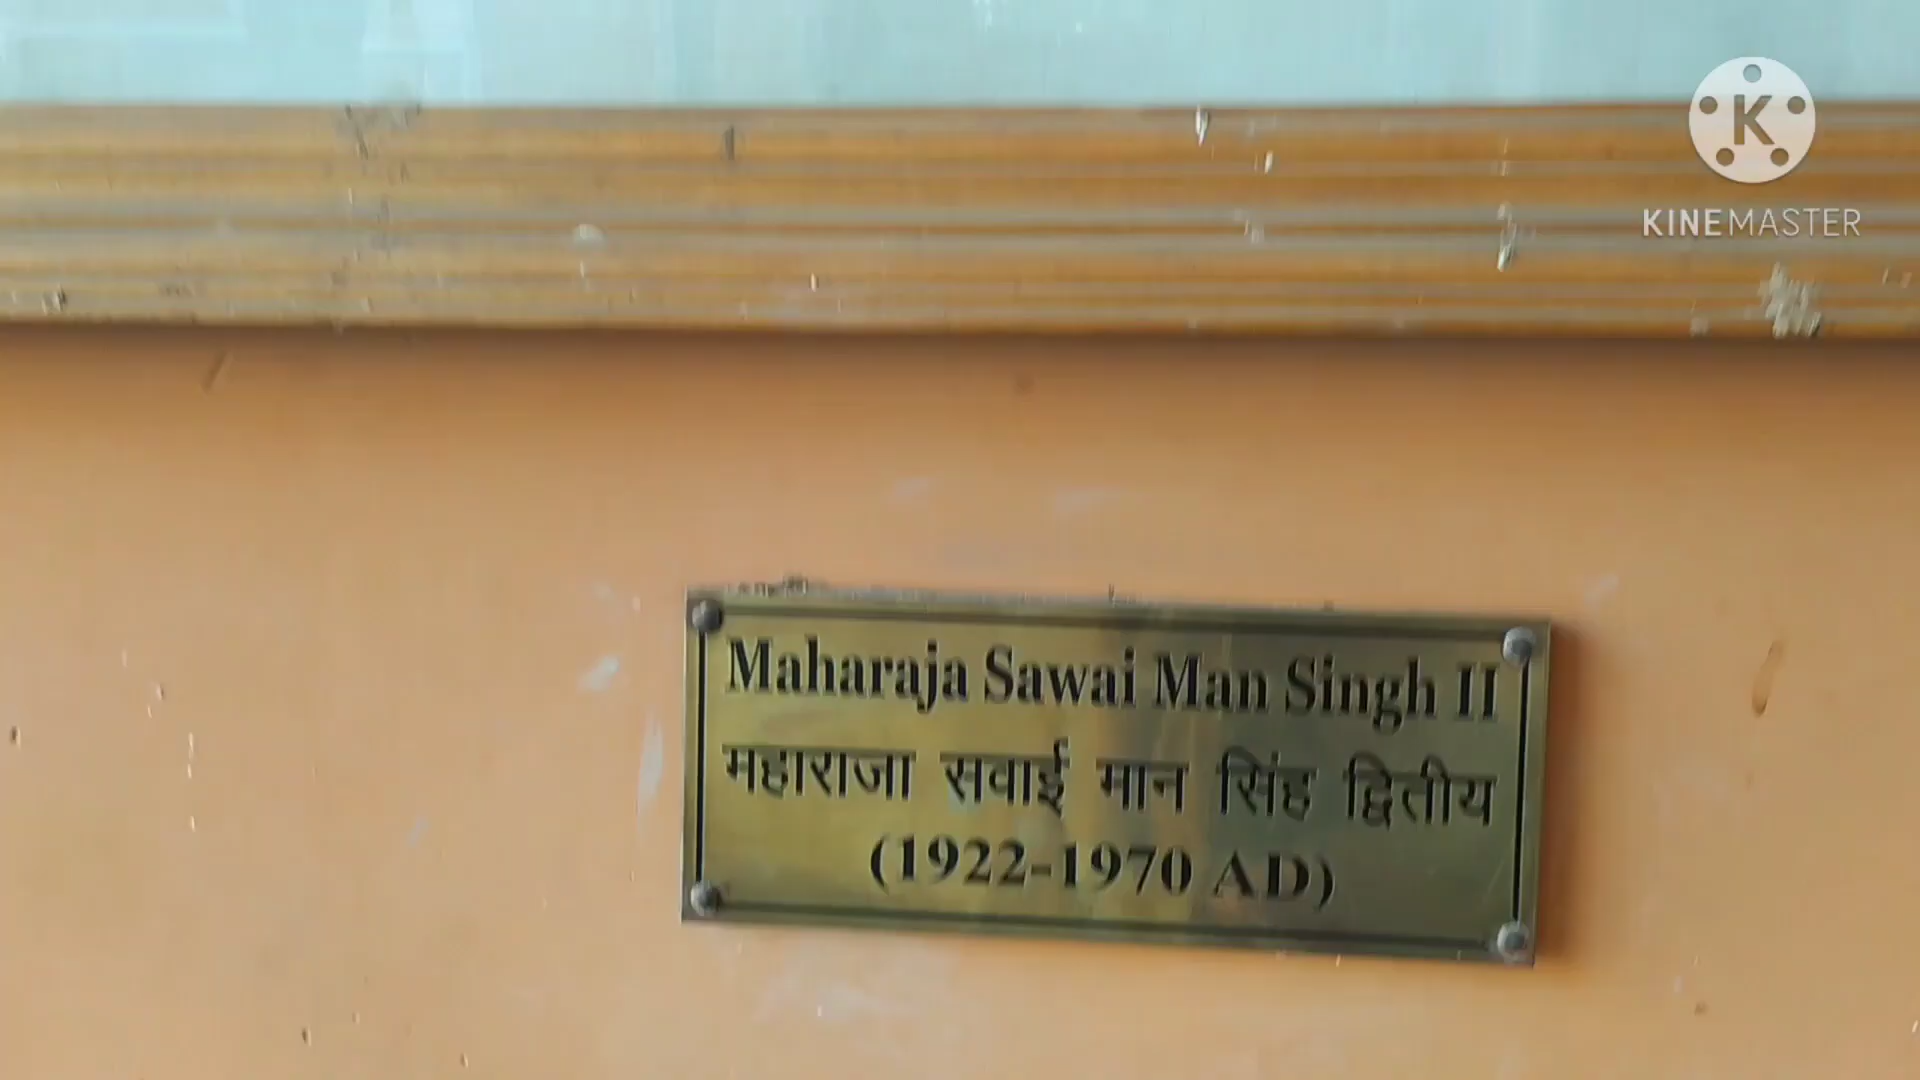 K
KINEMASTER
Maharaja Sawai Man Singh II
महाराजा सवाई मान सिंह द्वितीय
(1922-1970 AD)